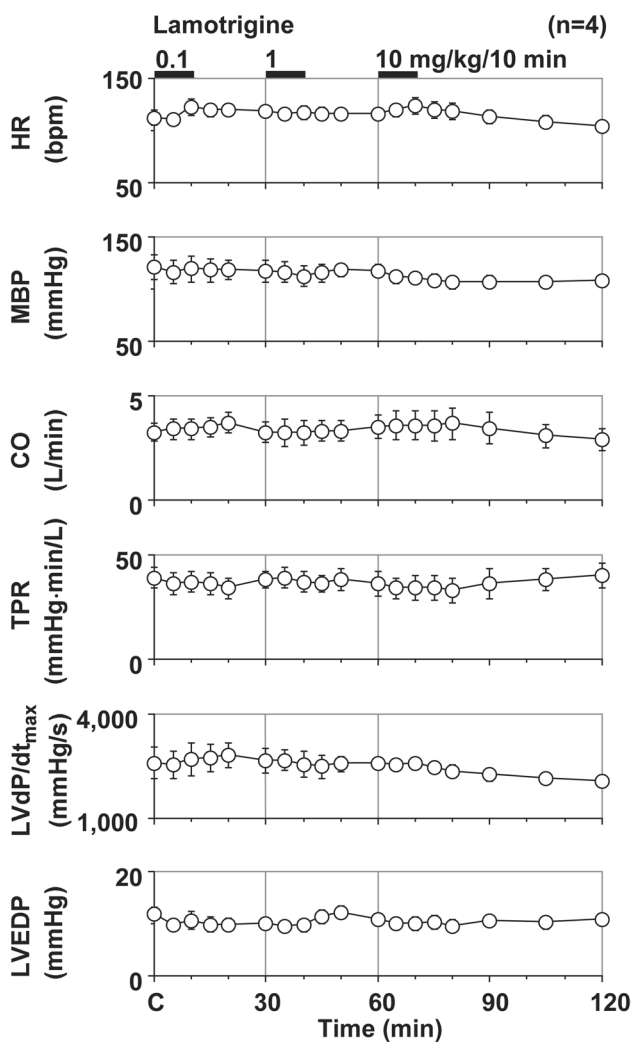 Lamotrigine (n=4)
0.1 1 10 mg/kg/10 min
HR
(bpm)
150
50
MBP
(mmHg)
150
50
CO
(L/min)
5
0
TPR
(mmHg·min/L)
50
0
LVdP/dtmax
(mmHg/s)
4,000
1,000
LVEDP
(mmHg)
20
0
C 30 60 90 120
Time (min)